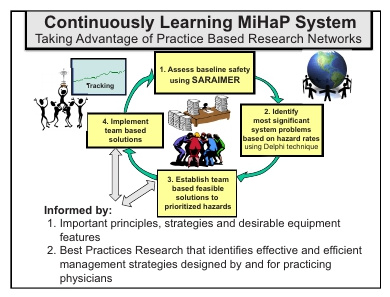 Continuously Learning MiHaP System
Taking Advantage of Practice Based Research Networks
Tracking
1. Assess baseline safety
using SARAIMER
2. Identify
most significant
system problems
based on hazard rates
using Delphi technique
4. Implement
team based
solutions
3. Establish team
based feasible
solutions to
prioritized hazards
Informed by:
1. Important principles, strategies and desirable equipment
features
2. Best Practices Research that identifies effective and efficient
management strategies designed by and for practicing
physicians